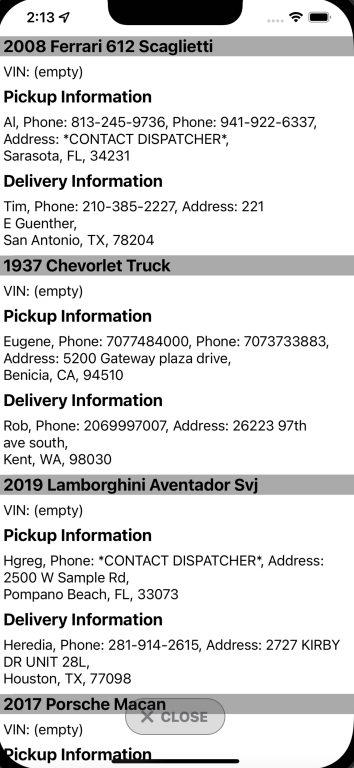 2:13
2008 Ferrari 612 Scaglietti
VIN: (empty)
Pickup Information
Al, Phone: 813-245-9736, Phone: 941-922-6337,
Address: *CONTACT DISPATCHER*,
Sarasota, FL, 34231
Delivery Information
Tim, Phone: 210-385-2227, Address: 221
E Guenther,
San Antonio, TX, 78204
1937 Chevorlet Truck
VIN: (empty)
Pickup Information
Eugene, Phone: 7077484000, Phone: 7073733883,
Address: 5200 Gateway plaza drive,
Benicia, CA, 94510
Delivery Information
Rob, Phone: 2069997007, Address: 26223 97th
ave south,
Kent, WA, 98030
2019 Lamborghini Aventador Svj
VIN: (empty)
Pickup Information
Hgreg, Phone: *CONTACT DISPATCHER*, Address:
2500 W Sample Rd,
Pompano Beach, FL, 33073
Delivery Information
Heredia, Phone: 281-914-2615, Address: 2727 KIRBY
DR UNIT 28L,
Houston, TX, 77098
2017 Porsche Macan
CLOSE
VIN: (empty)
Pickup Information